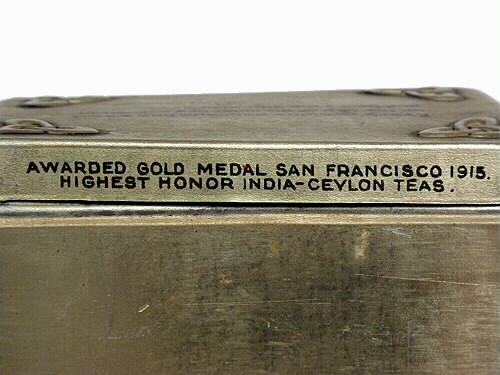 AWARDED GOLD MEDAL SAN FRANCISCO 1915.
HIGHEST HONOR INDIA-CEYLON TEAS.